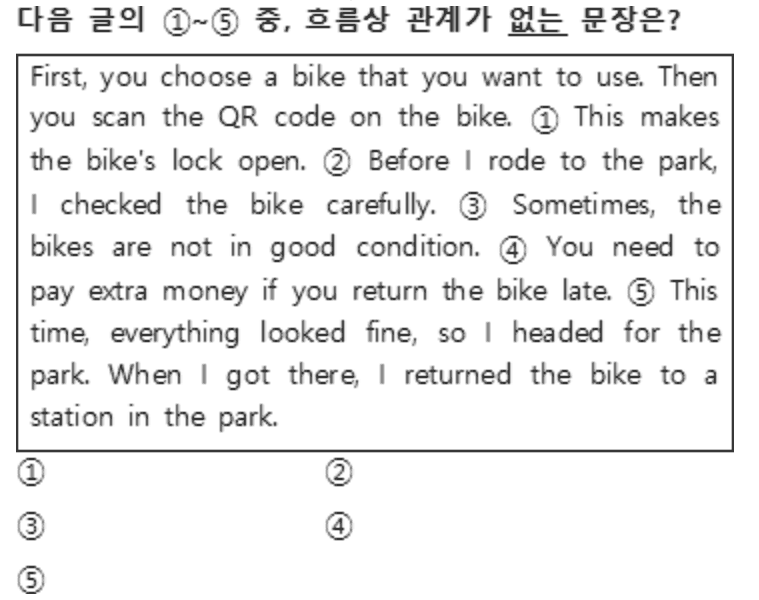 다음 글의 ①~⑤ 중, 흐름상 관계가 없는 문장은?
First, you choose a bike that you want to use. Then
you scan the QR code on the bike. ① This makes
the bike's lock open. ② Before I rode to the park,
I checked the bike carefully. ③ Sometimes, the
bikes are not in good condition. ④ You need to
pay extra money if you return the bike late. ⑤ This
time, everything looked fine, so I headed for the
park. When I got there, I returned the bike to a
station in the park.
① ②
③ ④
⑤